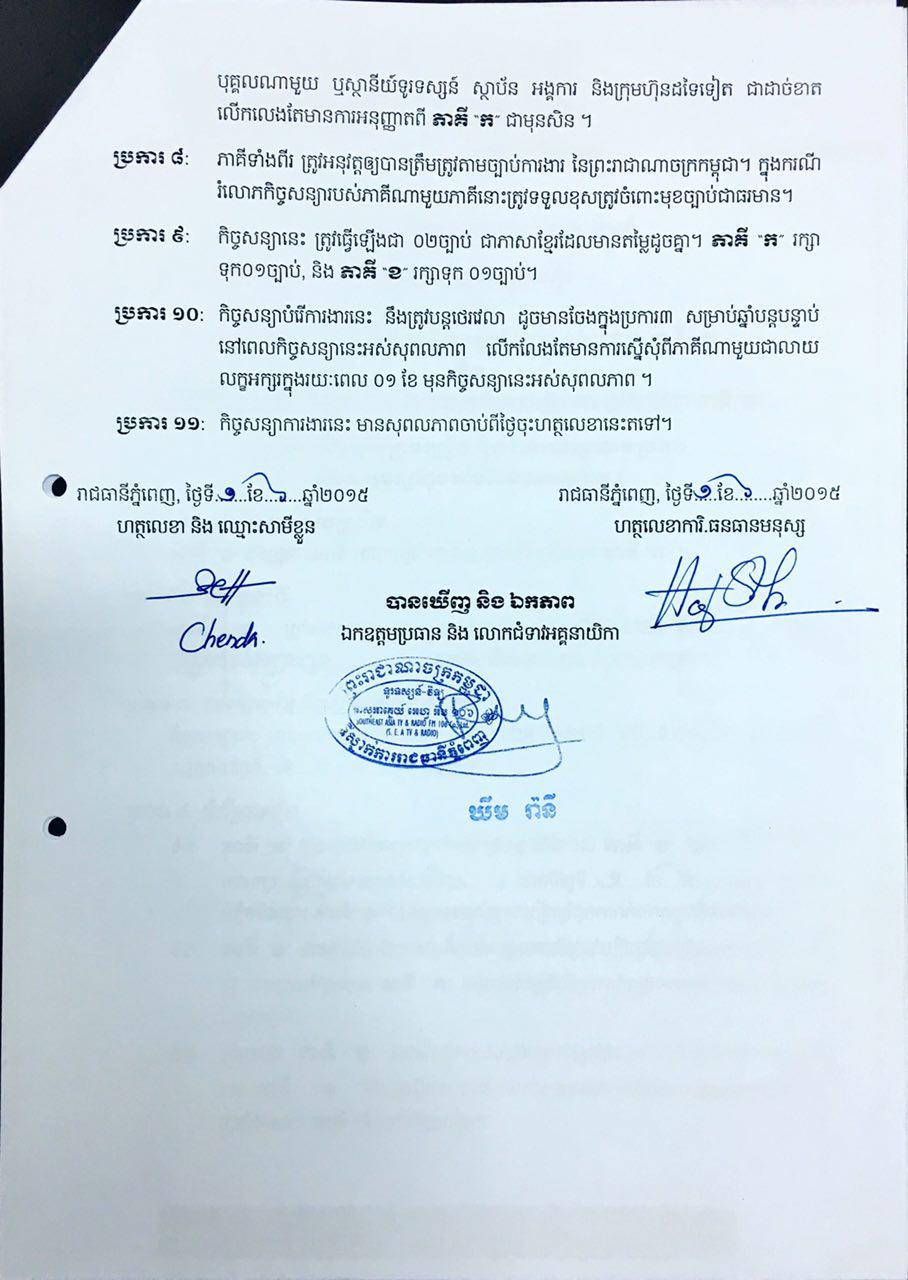 បុគ្គលណាមួយ ឬស្ថានីយ៍ទូរទស្សន៍ ស្ថាប័ន អង្គការ និងក្រុមហ៊ុនដទៃទៀត ជាដាច់ខាត
លើកលេងតែមានការអនុញ្ញាតពី ភាគី “ក” ជាមុនសិន ។
ប្រការ ៨: ភាគីទាំងពីរ ត្រូវអនុវត្តឲ្យបានត្រឹមត្រូវតាមច្បាប់ការងារ នៃព្រះរាជាណាចក្រកម្ពុជា។ ក្នុងករណី
រំលោភកិច្ចសន្យារបស់ភាគីណាមួយភាគីនោះត្រូវទទួលខុសត្រូវចំពោះមុខច្បាប់ជាធរមាន។
ប្រការ ៩: កិច្ចសន្យានេះ ត្រូវធ្វើឡើងជា ០២ច្បាប់ ជាភាសាខ្មែរដែលមានតម្លៃដូចគ្នា។ ភាគី “ក” រក្សា
ទុក០១ច្បាប់, និង ភាគី “ខ” រក្សាទុក ០១ច្បាប់។
ប្រការ ១០: កិច្ចសន្យាបំរើការងារនេះ នឹងត្រូវបន្តថេរវេលា ដូចមានចែងក្នុងប្រការ៣ សម្រាប់ឆ្នាំបន្តបន្ទាប់
នៅពេលកិច្ចសន្យានេះអស់សុពលភាព លើកលែងតែមានការស្នើសុំពីភាគីណាមួយជាលាយ
លក្ខអក្សរក្នុងរយៈពេល ០១ ខែ មុនកិច្ចសន្យានេះអស់សុពលភាព ។
ប្រការ ១១: កិច្ចសន្យាការងារនេះ មានសុពលភាពចាប់ពីថ្ងៃចុះហត្ថលេខានេះតទៅ។
រាជធានីភ្នំពេញ, ថ្ងៃទី..១...ខែ...៦...ឆ្នាំ២០១៥
រាជធានីភ្នំពេញ, ថ្ងៃទី..១..ខែ..៦....ឆ្នាំ២០១៥
ហត្ថលេខា និង ឈ្មោះសាមីខ្លួន
ហត្ថលេខាការិ.ធនធានមនុស្ស
Chenda.
បានឃើញ និង ឯកភាព
ឯកឧត្តមប្រធាន និង លោកជំទាវអគ្គនាយិកា
ព្រះរាជាណាចក្រកម្ពុជា
ទូរទស្សន៍-វិទ្យុ
SOUTHEAST ASIA TV & RADIO FM 106 Co., Ltd.
(S. E. A TV & RADIO)
ស្នាក់ការរាជធានីភ្នំពេញ
ឃឹម រ៉ានី